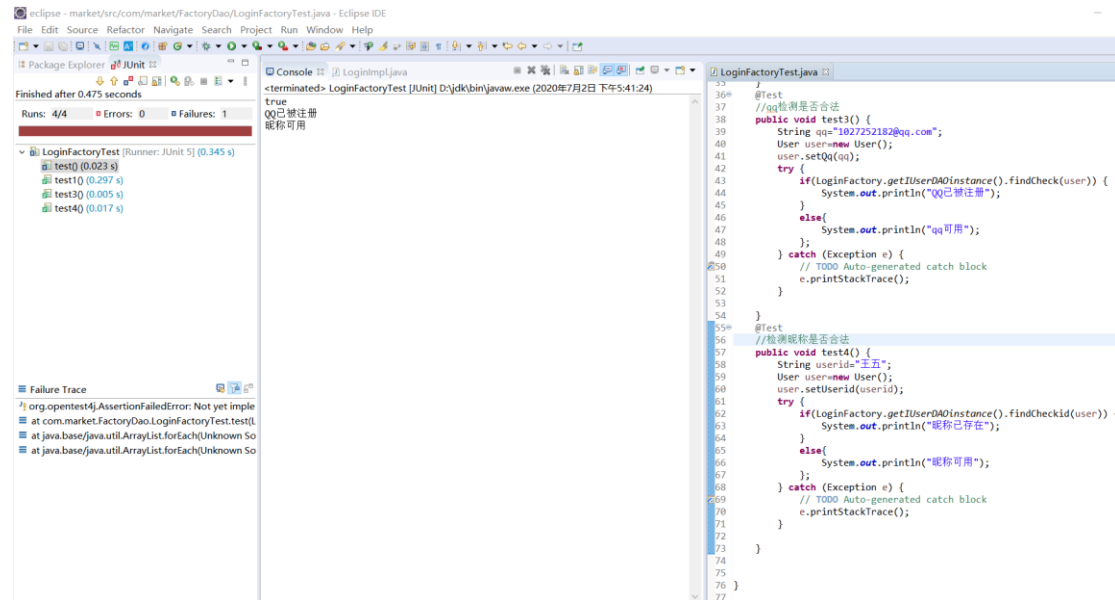 eclipse - market/src/com/market/FactoryDao/LoginFactoryTest.java - Eclipse IDE
File Edit Source Refactor Navigate Search Project Run Window Help
Package Explorer JUnit
Finished after 0.475 seconds
Runs: 4/4 Errors: 0 Failures: 1
LoginFactoryTest [Runner: JUnit 5] (0.345 s)
test() (0.023 s)
test1() (0.297 s)
test3() (0.005 s)
test4() (0.017 s)
Failure Trace
org.opentest4j.AssertionFailedError: Not yet imple
at com.market.FactoryDao.LoginFactoryTest.test(L
at java.base/java.util.ArrayList.forEach(Unknown So
at java.base/java.util.ArrayList.forEach(Unknown So
Console LoginImpl.java
<terminated> LoginFactoryTest [JUnit] D:\jdk\bin\javaw.exe (2020年7月2日 下午5:41:24)
true
QQ已被注册
昵称可用
LoginFactoryTest.java
35 }
36 @Test
37 //qq检测是否合法
38 public void test3() {
39 String qq="1027252182@qq.com";
40 User user=new User();
41 user.setQq(qq);
42 try {
43 if(LoginFactory.getIUserDAOinstance().findCheck(user)) {
44 System.out.println("QQ已被注册");
45 }
46 else{
47 System.out.println("qq可用");
48 };
49 } catch (Exception e) {
50 // TODO Auto-generated catch block
51 e.printStackTrace();
52 }
53
54 }
55 @Test
56 //检测昵称是否合法
57 public void test4() {
58 String userid="王五";
59 User user=new User();
60 user.setUserid(userid);
61 try {
62 if(LoginFactory.getIUserDAOinstance().findCheckid(user)) {
63 System.out.println("昵称已存在");
64 }
65 else{
66 System.out.println("昵称可用");
67 };
68 } catch (Exception e) {
69 // TODO Auto-generated catch block
70 e.printStackTrace();
71 }
72
73 }
74
75
76 }
77